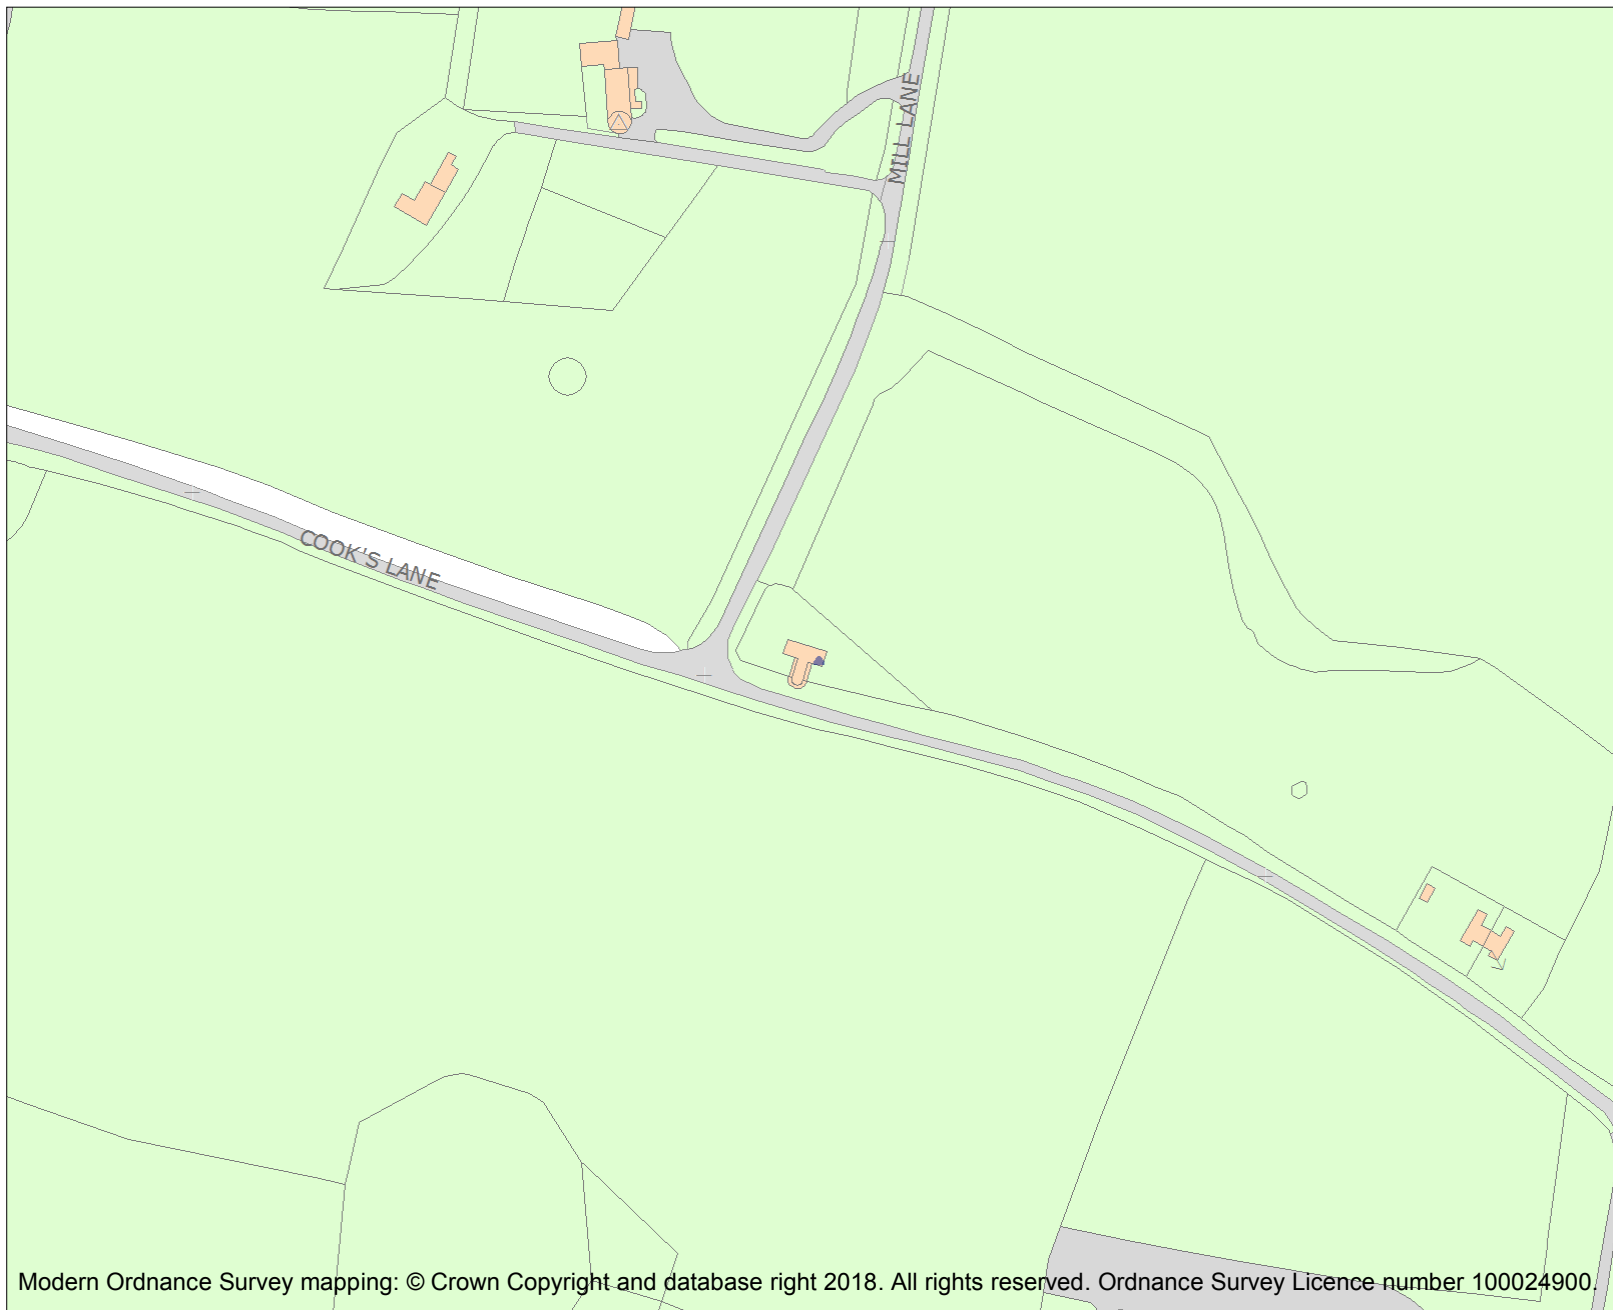 MILL LANE
COOK'S LANE
Modern Ordnance Survey mapping: © Crown Copyright and database right 2018. All rights reserved. Ordnance Survey Licence number 100024900.